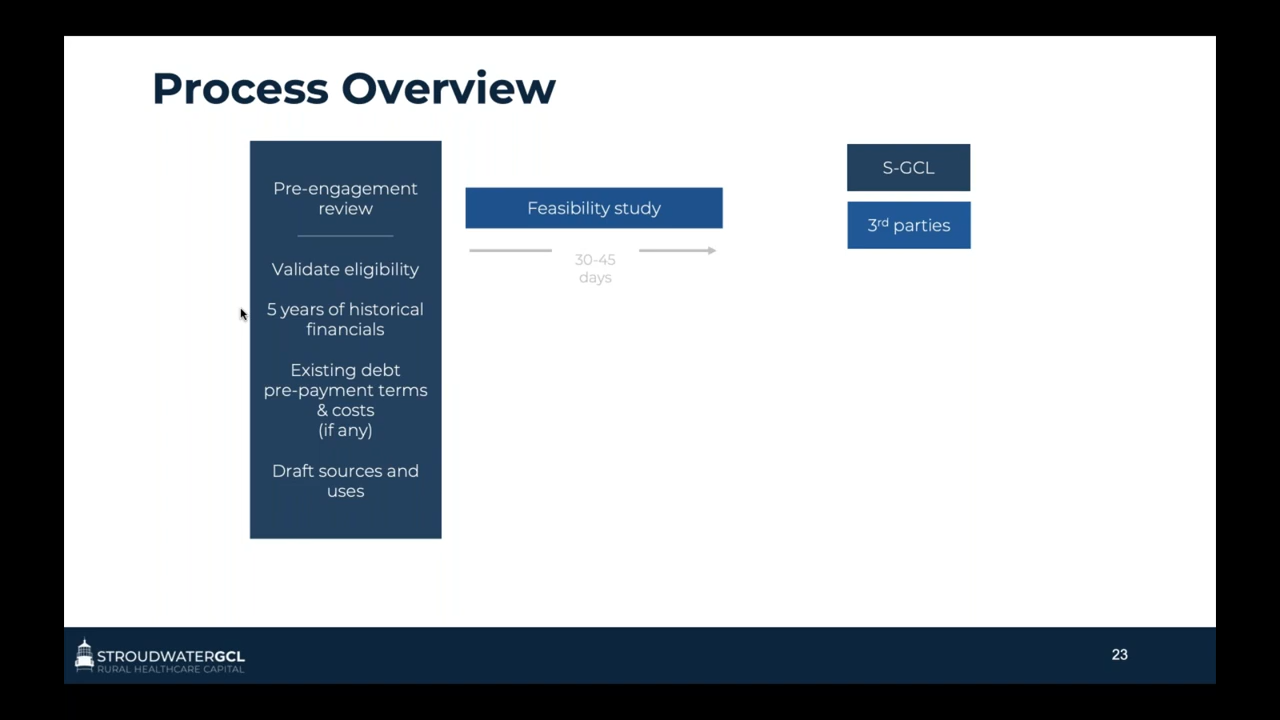 Process Overview
Pre-engagement
review
Validate eligibility
5 years of historical
financials
Existing debt
pre-payment terms
& costs
(if any)
Draft sources and
uses
Feasibility study
30-45
days
S-GCL
3rd parties
STROUDWATERGCL
RURAL HEALTHCARE CAPITAL
23